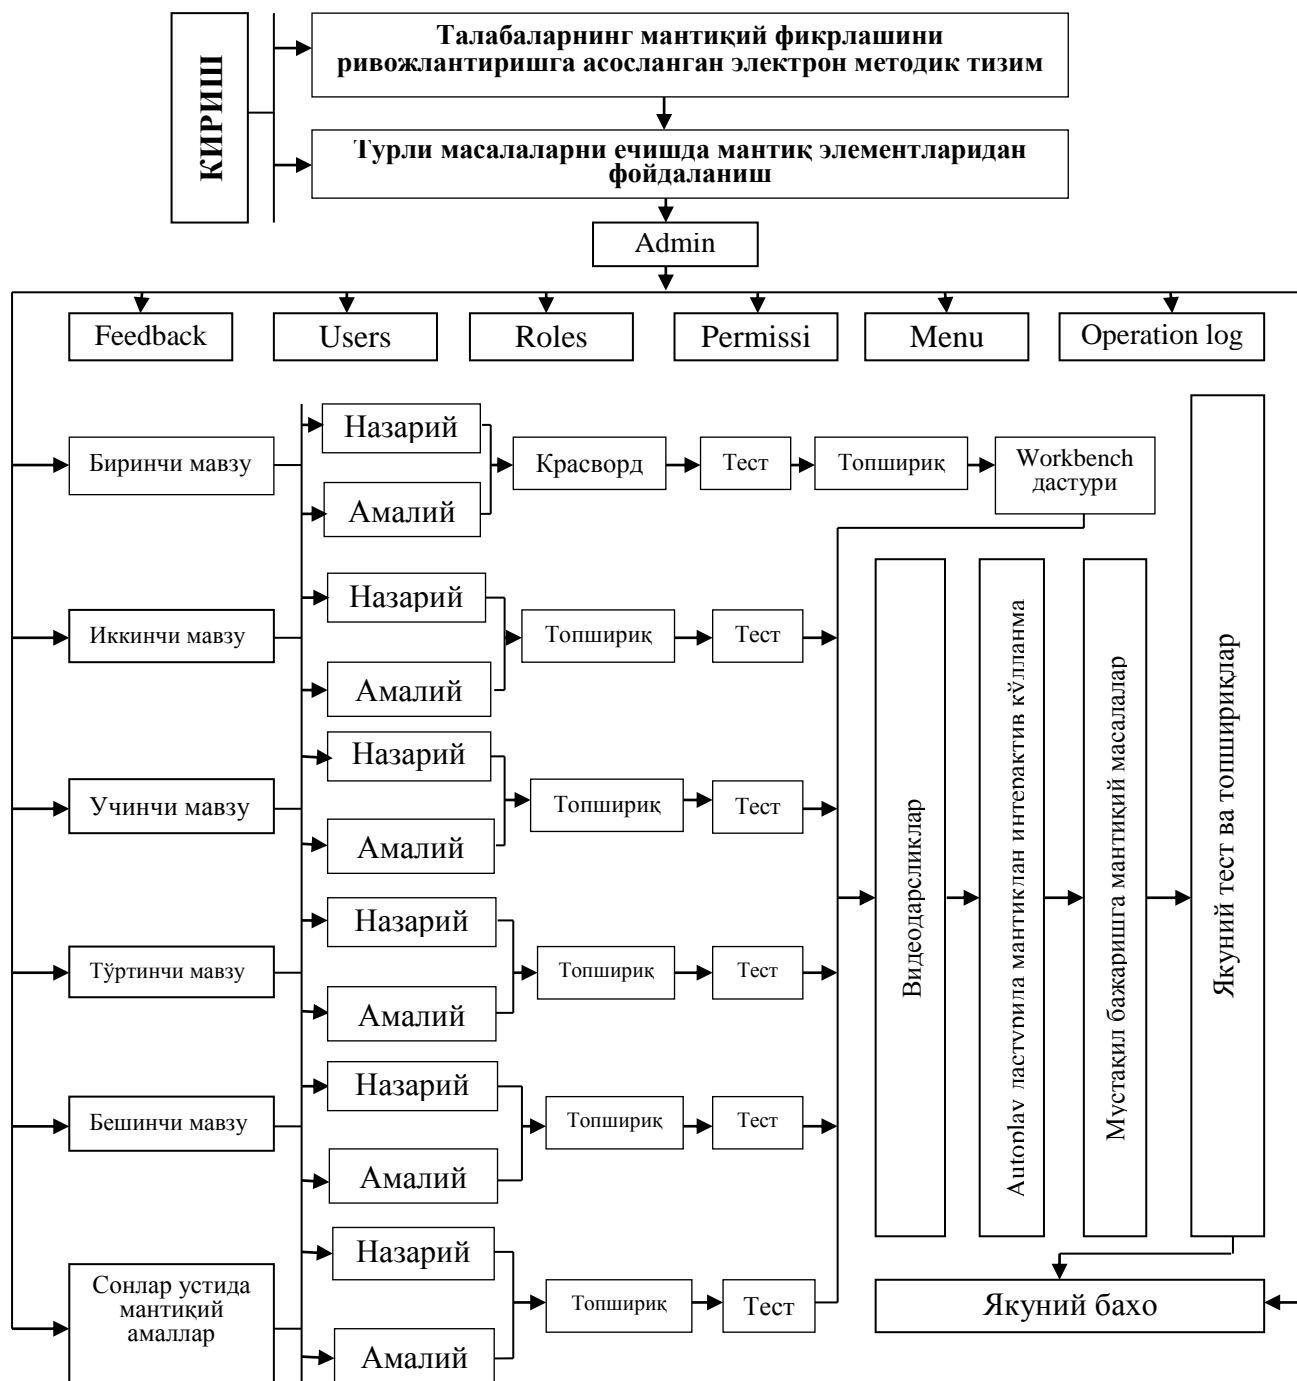 КИРИШ
Талабаларнинг мантиқий фикрлашини
ривожлантиришга асосланган электрон методик тизим
Турли масалаларни ечишда мантиқ элементларидан
фойдаланиш
Admin
Feedback
Users
Roles
Permissi
Menu
Operation log
Биринчи мавзу
Назарий
Амалий
Красворд
Тест
Топшириқ
Workbench
дастури
Иккинчи мавзу
Назарий
Амалий
Топшириқ
Тест
Учинчи мавзу
Назарий
Амалий
Топшириқ
Тест
Тўртинчи мавзу
Назарий
Амалий
Топшириқ
Тест
Бешинчи мавзу
Назарий
Амалий
Топшириқ
Тест
Сонлар устида
мантиқий
амаллар
Назарий
Амалий
Топшириқ
Тест
Видеодарсликлар
Autoplay дастурида мантиқдан интерактив қўлланма
Мустақил бажаришга мантиқий масалалар
Якуний тест ва топшириқлар
Якуний бахо